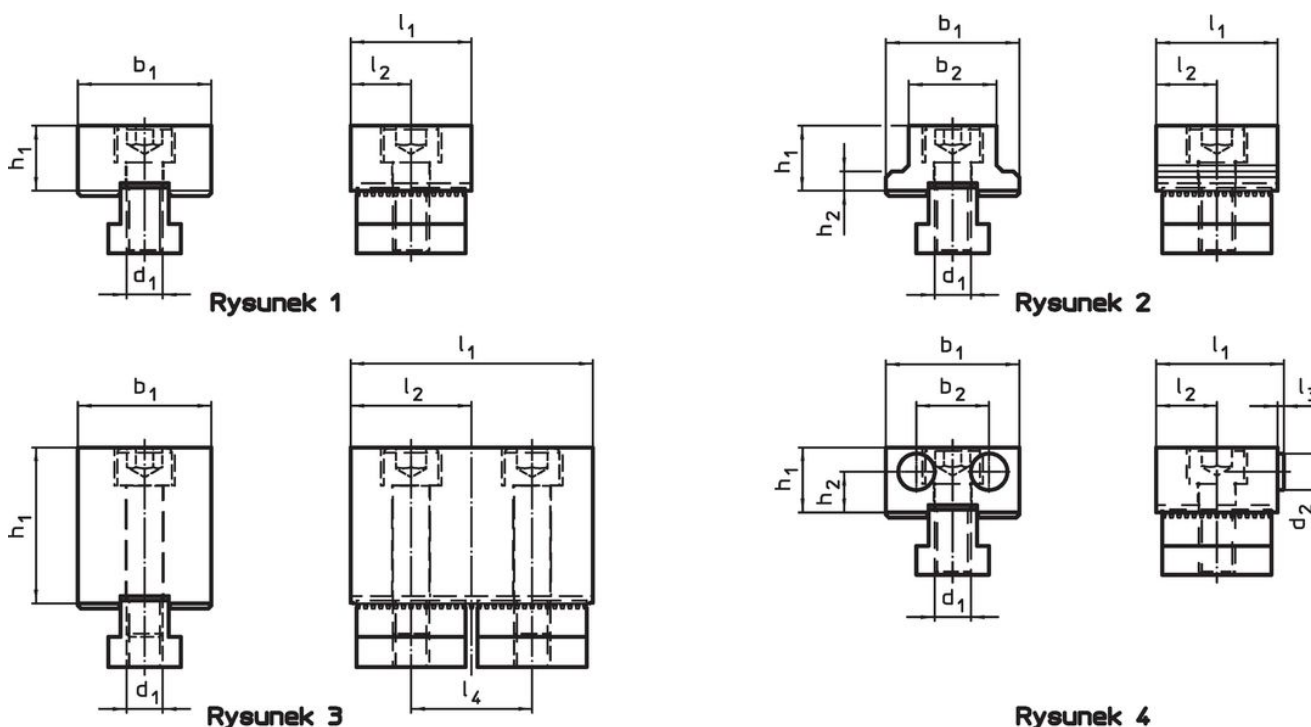 b1
l1
l2
h1
d1
Rysunek 1
b1
b2
l1
l2
h1
h2
d1
Rysunek 2
b1
l1
l2
h1
d1
l4
Rysunek 3
b1
b2
l1
l2
l3
h1
h2
d2
d1
Rysunek 4